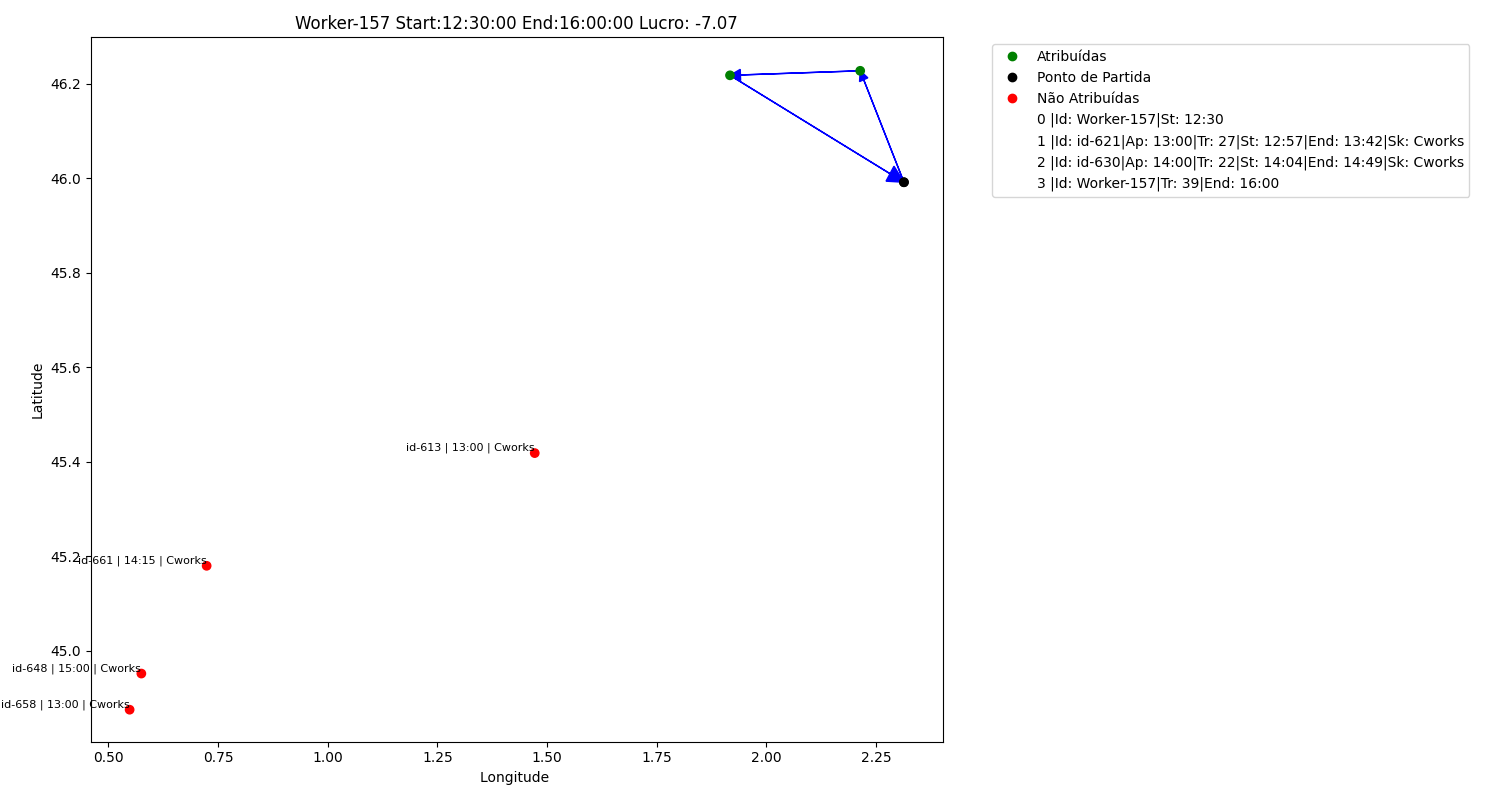 Worker-157 Start:12:30:00 End:16:00:00 Lucro: -7.07
Atribuídas
Ponto de Partida
Não Atribuídas
0 |Id: Worker-157|St: 12:30
1 |Id: id-621|Ap: 13:00|Tr: 27|St: 12:57|End: 13:42|Sk: Cworks
2 |Id: id-630|Ap: 14:00|Tr: 22|St: 14:04|End: 14:49|Sk: Cworks
3 |Id: Worker-157|Tr: 39|End: 16:00
Latitude
46.2
46.0
45.8
45.6
45.4
45.2
45.0
id-613 | 13:00 | Cworks
id-661 | 14:15 | Cworks
id-648 | 15:00 | Cworks
id-658 | 13:00 | Cworks
0.50 0.75 1.00 1.25 1.50 1.75 2.00 2.25
Longitude